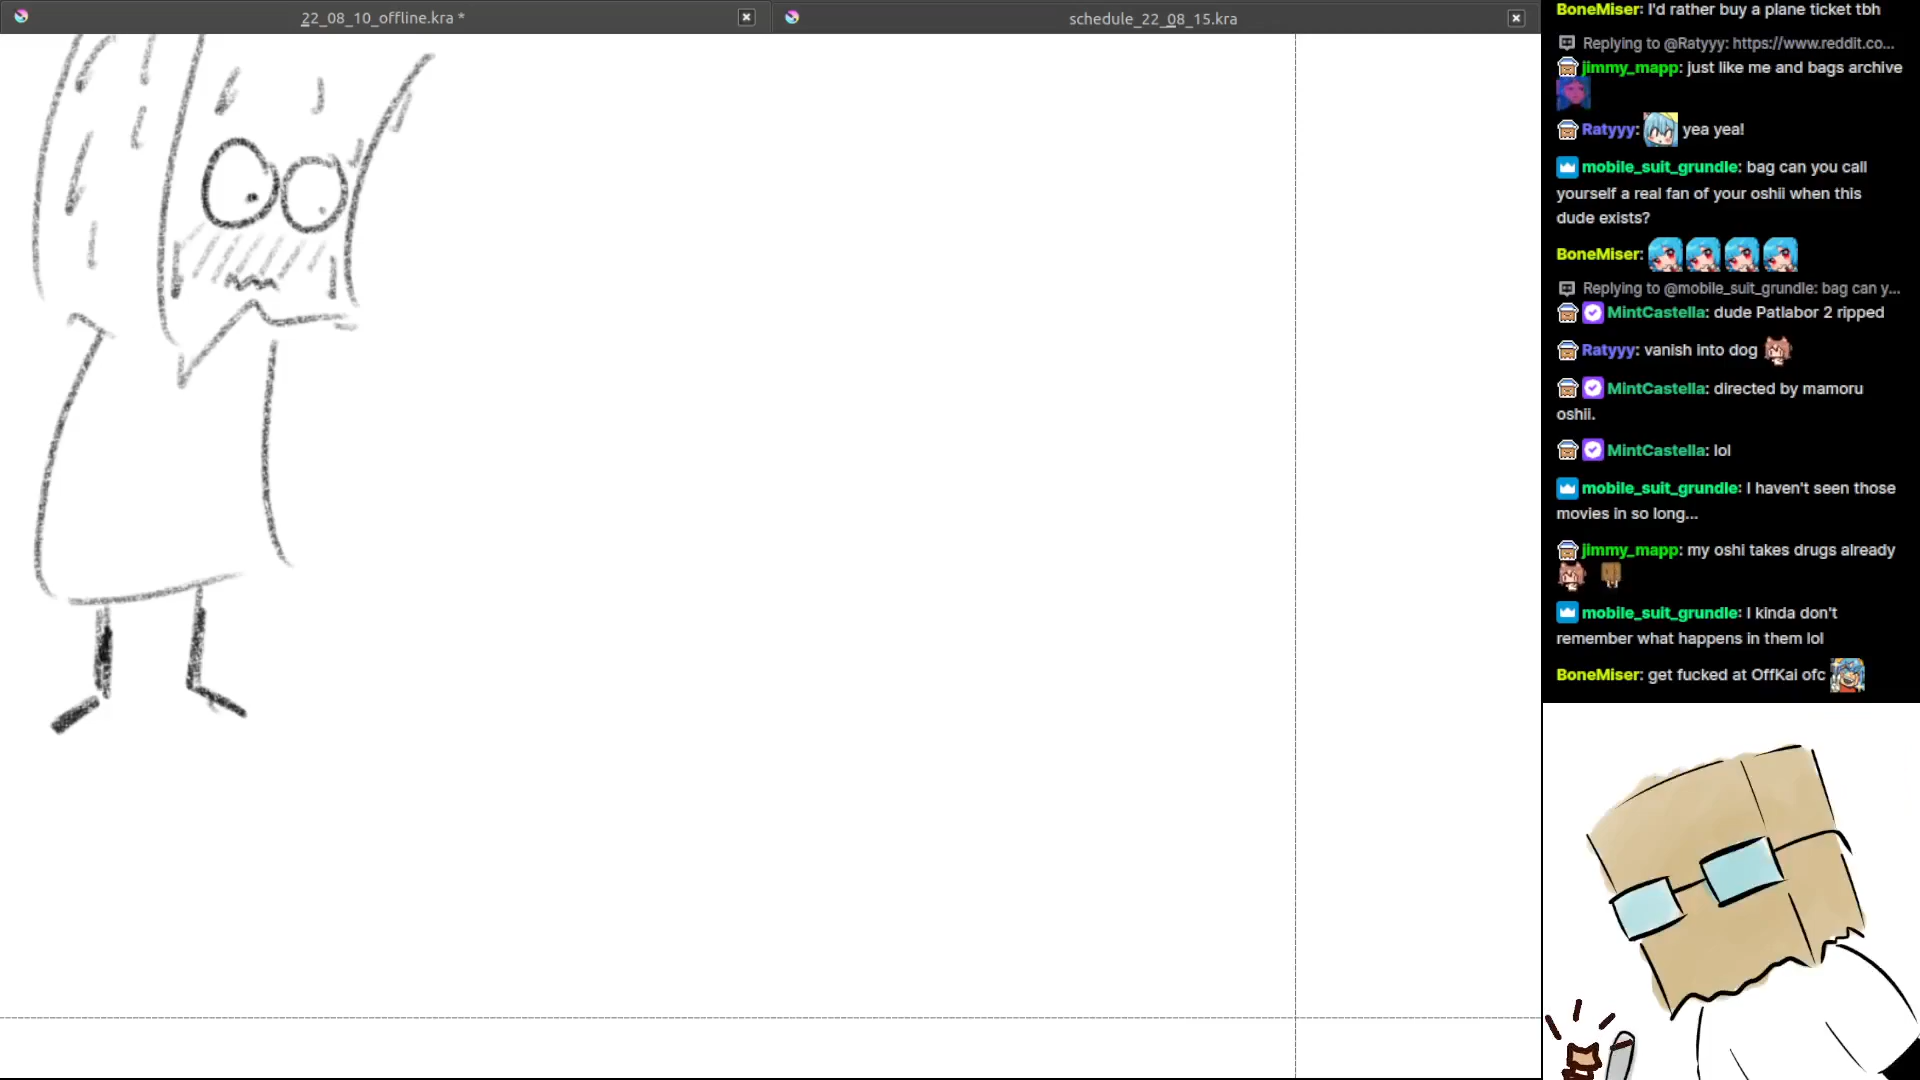 22_08_10_offline.kra *
schedule_22_08_15.kra
BoneMiser: I'd rather buy a plane ticket tbh
Replying to @Ratyyy: https://www.reddit.co...
jimmy_mapp: just like me and bags archive
Ratyyy: yea yea!
mobile_suit_grundle: bag can you call
yourself a real fan of your oshii when this
dude exists?
BoneMiser:
Replying to @mobile_suit_grundle: bag can y...
MintCastella: dude Patlabor 2 ripped
Ratyyy: vanish into dog
MintCastella: directed by mamoru
oshii.
MintCastella: lol
mobile_suit_grundle: I haven't seen those
movies in so long...
jimmy_mapp: my oshi takes drugs already
mobile_suit_grundle: I kinda don't
remember what happens in them lol
BoneMiser: get fucked at OffKai ofc